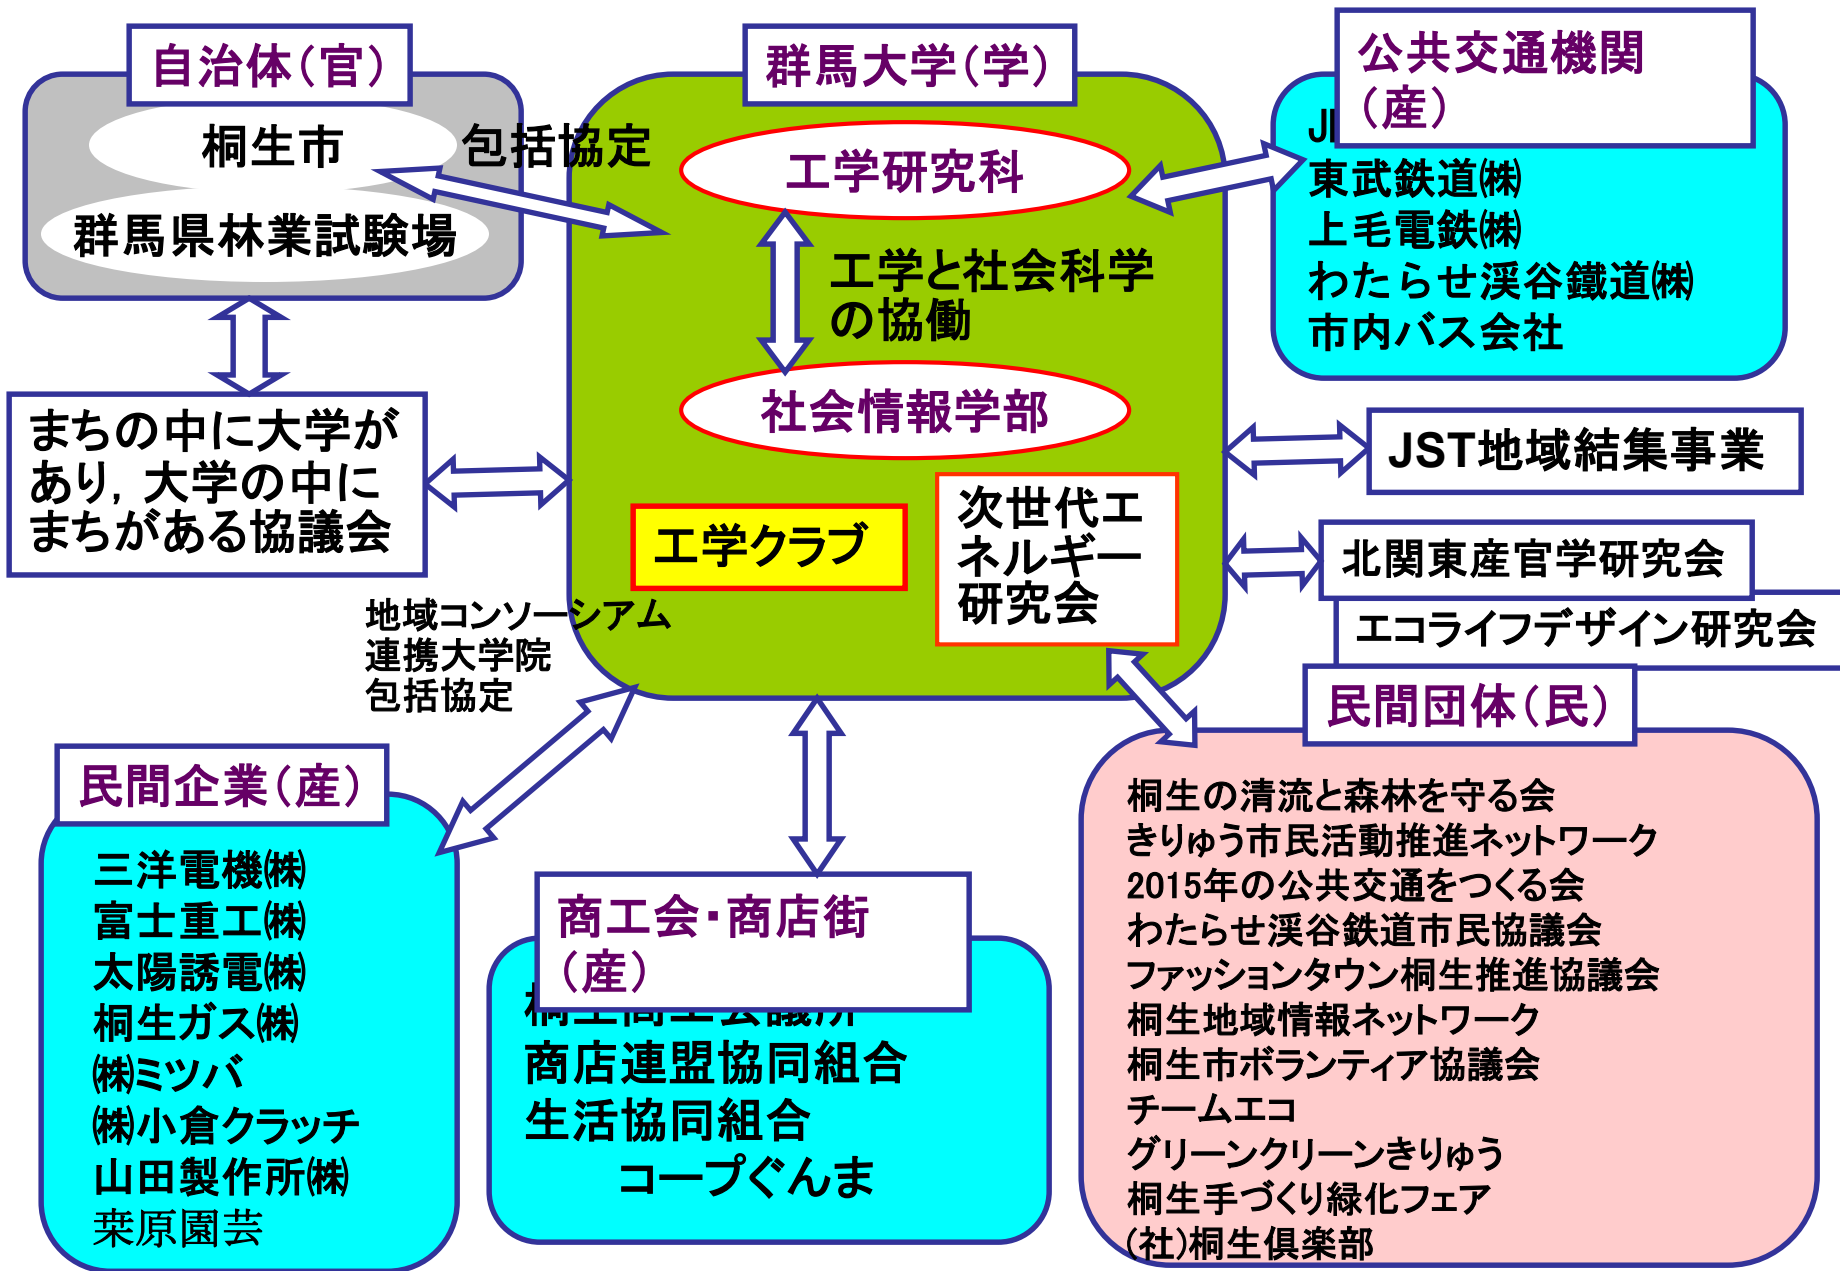 自治体（官）
桐生市
群馬県林業試験場
包括協定
群馬大学（学）
工学研究科
工学と社会科学
の協働
社会情報学部
工学クラブ
次世代エ
ネルギー
研究会
公共交通機関
（産）
東武鉄道㈱
上毛電鉄㈱
わたらせ渓谷鐵道㈱
市内バス会社
まちの中に大学が
あり，大学の中に
まちがある協議会
JST地域結集事業
北関東産官学研究会
エコライフデザイン研究会
地域コンソーシアム
連携大学院
包括協定
民間企業（産）
三洋電機㈱
富士重工㈱
太陽誘電㈱
桐生ガス㈱
㈱ミツバ
㈱小倉クラッチ
山田製作所㈱
桒原園芸
商工会・商店街
（産）
桐生商工会議所
商店連盟協同組合
生活協同組合
コープぐんま
民間団体（民）
桐生の清流と森林を守る会
きりゅう市民活動推進ネットワーク
2015年の公共交通をつくる会
わたらせ渓谷鉄道市民協議会
ファッションタウン桐生推進協議会
桐生地域情報ネットワーク
桐生市ボランティア協議会
チームエコ
グリーンクリーンきりゅう
桐生手づくり緑化フェア
(社)桐生倶楽部